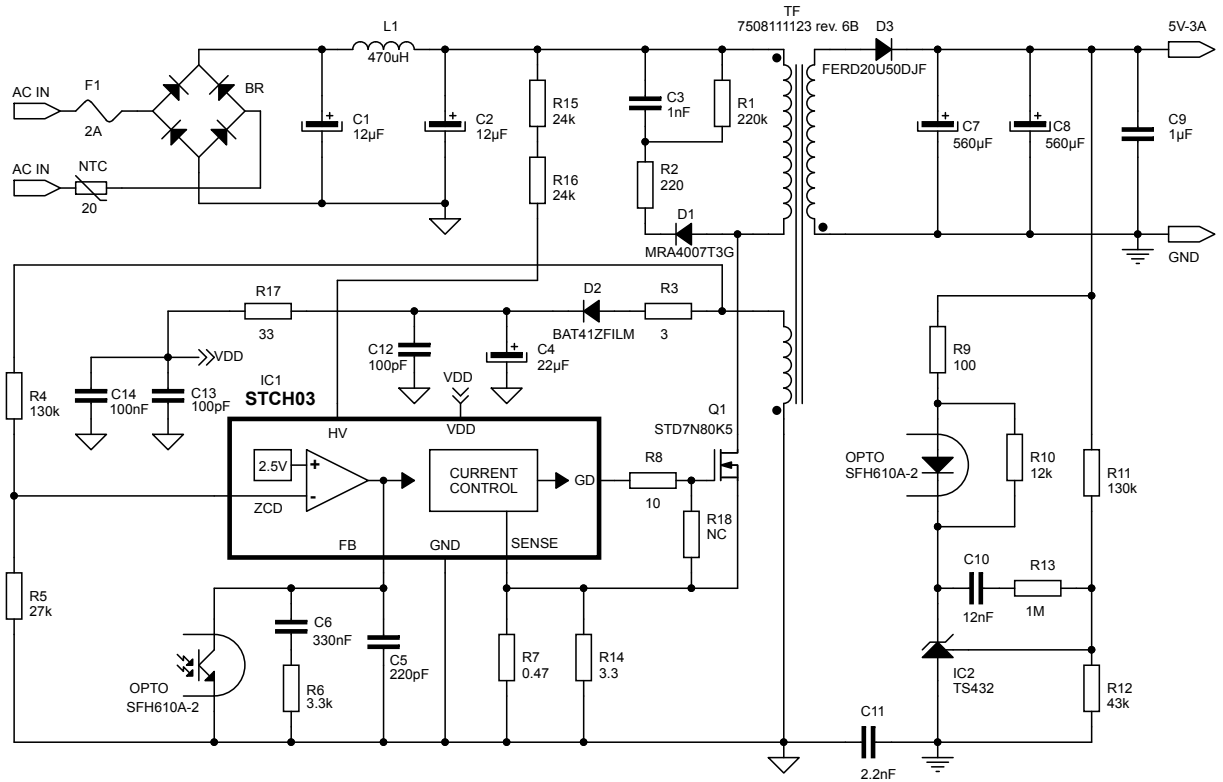 TF
7508111123 rev. 6B
L1
470uH
D3
FERD20U50DJF
5V-3A
AC IN
F1
2A
BR
C1
12µF
C2
12µF
R15
24k
C3
1nF
R1
220k
C7
560µF
C8
560µF
C9
1µF
AC IN
NTC
20
R16
24k
R2
220
D1
MRA4007T3G
GND
R17
33
D2
BAT41ZFILM
R3
3
VDD
C12
100pF
C4
22µF
R4
130k
C14
100nF
C13
100pF
IC1
STCH03
VDD
R9
100
HV
VDD
Q1
STD7N80K5
2.5V
+
-
ZCD
CURRENT
CONTROL
GD
R8
10
R18
NC
OPTO
SFH610A-2
R10
12k
R11
130k
FB
GND
SENSE
C10
12nF
R13
1M
R5
27k
C6
330nF
C5
220pF
R7
0.47
R14
3.3
OPTO
SFH610A-2
R6
3.3k
IC2
TS432
R12
43k
C11
2.2nF